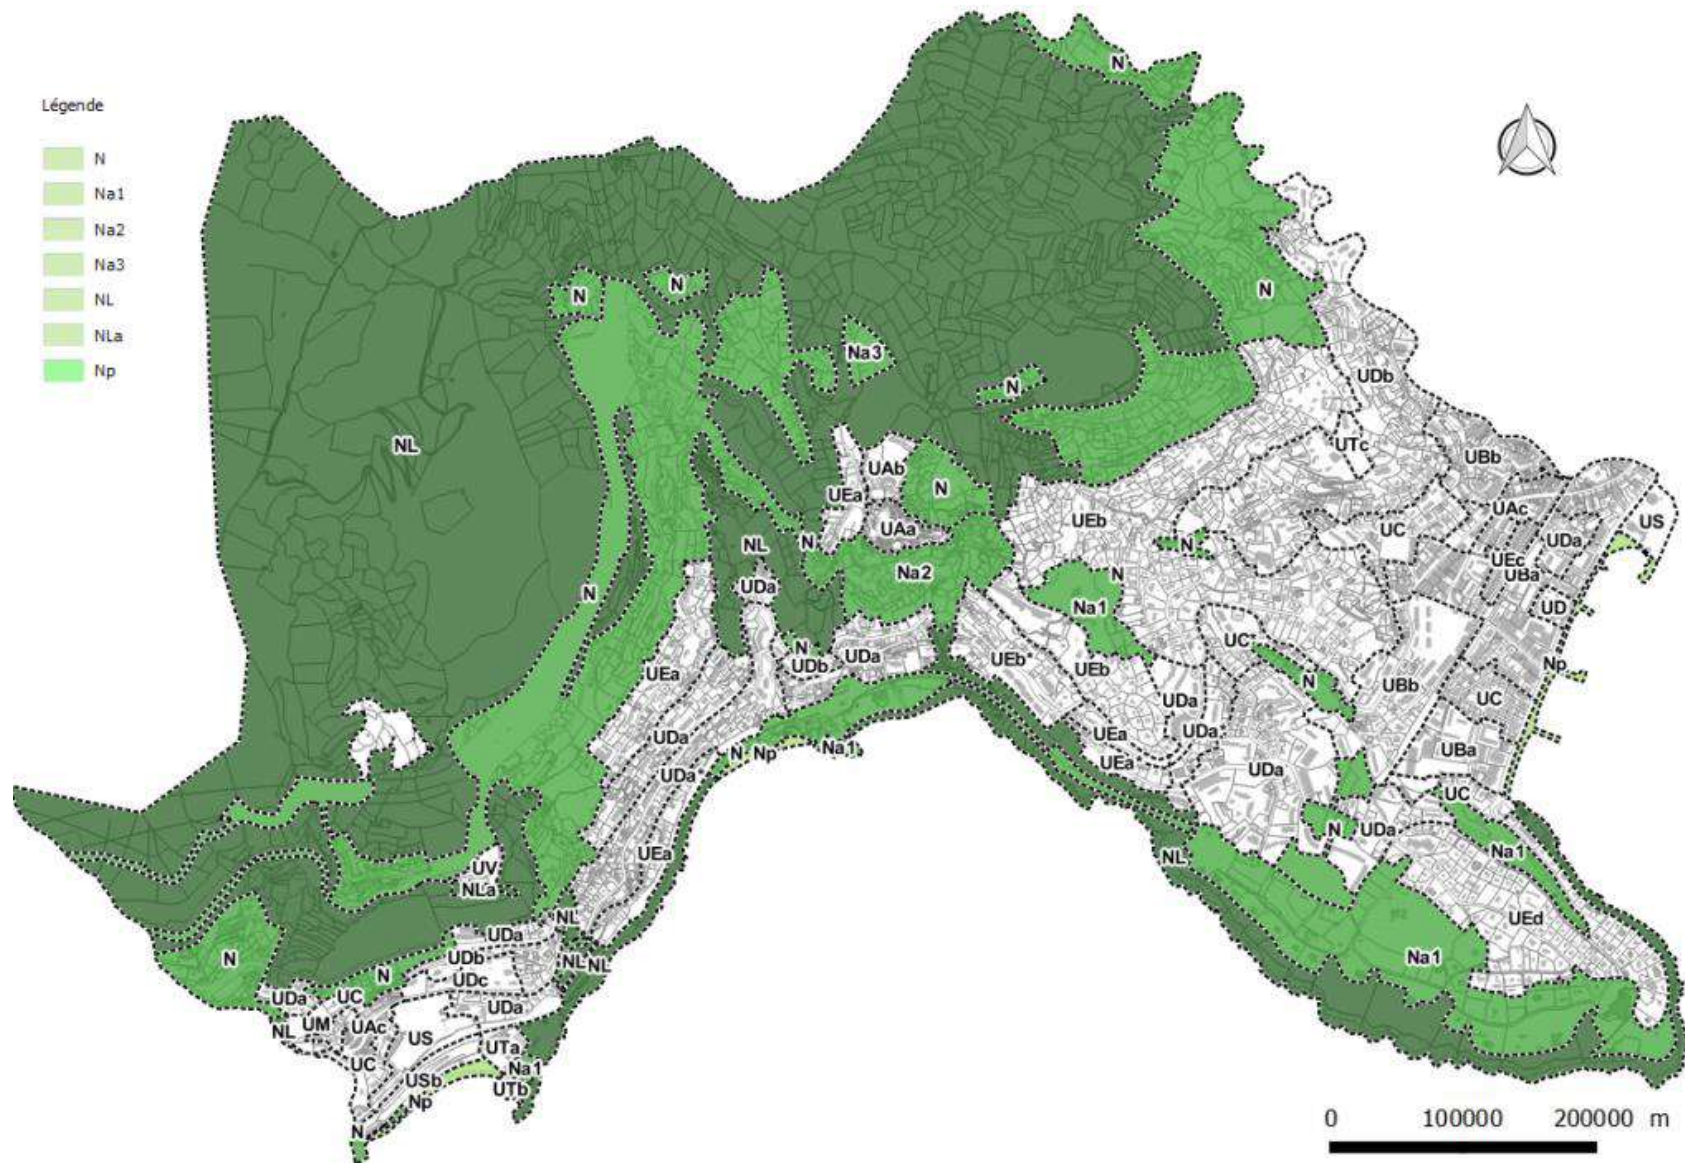 Légende
N
Na1
Na2
Na3
NL
NLa
Np
N
N
N
N
Na3
N
UDb
NL
UTc
UBb
UAb
UEa
N
UAc
US
UEb
UAa
UC
UDa
N
NL
N
UEc
Na2
UBa
UDa
N
N
Na1
UD
UC
N
UDb
UDa
UEb*
UEb
Np
UEa
N
UBb
UDa
UC
UDa
UDa
N
Np
Na1
UEa
UBa
UDa*
UEa
UDa
UC
N
UDa
UEa
NL
Na1
UV
NLa
NL
UEd
UDa
N
UDb
NL
NL
Na1
N
UDc
UDa
UC
UDa
NL
UM
UAc
US
UTa
UC
Na1
USb
UTb
Np
N
0 100000 200000 m